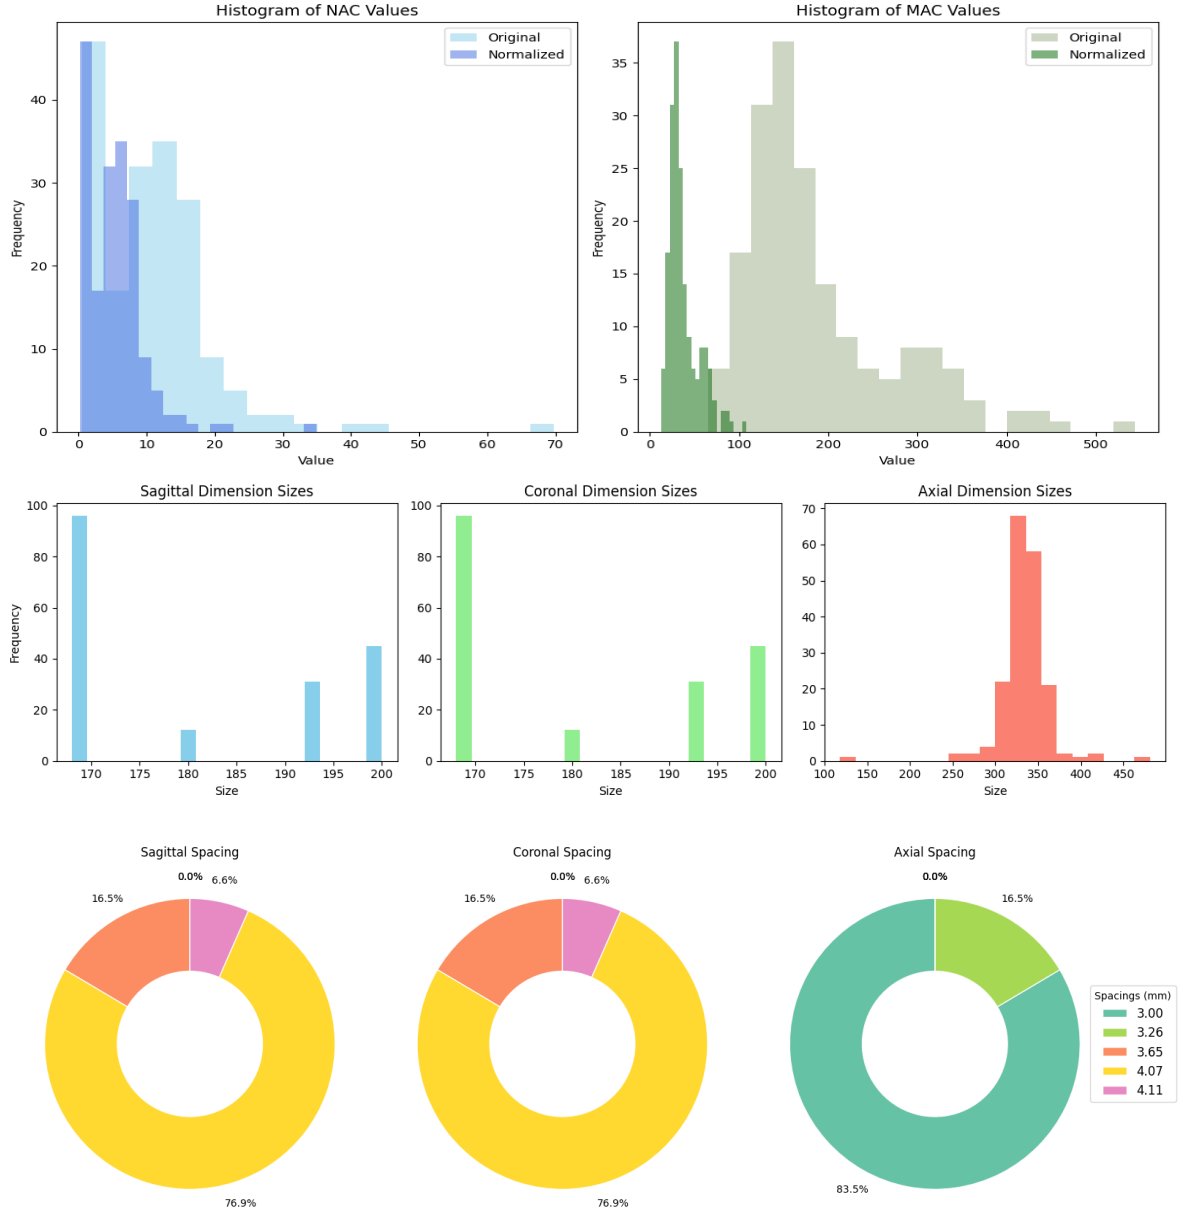 Histogram of NAC Values
Original
Normalized
Frequency
40
30
20
10
0
0 10 20 30 40 50 60 70
Value
Histogram of MAC Values
Original
Normalized
Frequency
35
30
25
20
15
10
5
0
0 100 200 300 400 500
Value
Sagittal Dimension Sizes
Frequency
100
80
60
40
20
0
170 175 180 185 190 195 200
Size
Coronal Dimension Sizes
100
80
60
40
20
0
170 175 180 185 190 195 200
Size
Axial Dimension Sizes
70
60
50
40
30
20
10
0
100 150 200 250 300 350 400 450
Size
Sagittal Spacing
0.0% 6.6%
16.5%
76.9%
Coronal Spacing
0.0% 6.6%
16.5%
76.9%
Axial Spacing
0.0%
16.5%
83.5%
Spacings (mm)
3.00
3.26
3.65
4.07
4.11